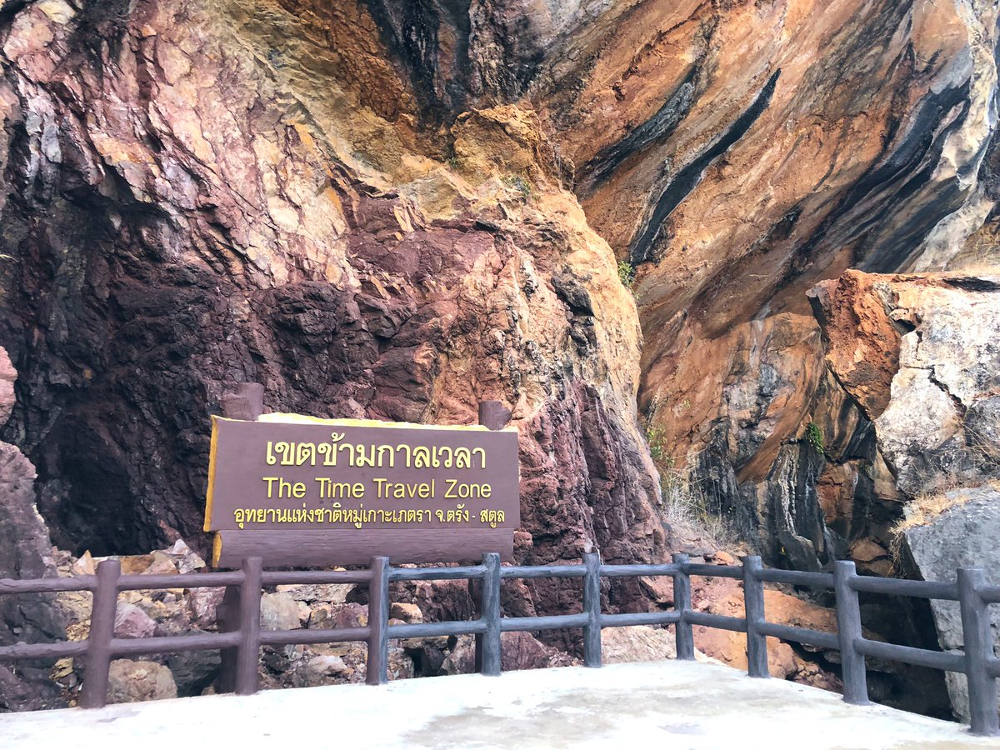 เขตข้ามกาลเวลา
The Time Travel Zone
อุทยานแห่งชาติหมู่เกาะเภตรา จ.ตรัง - สตูล